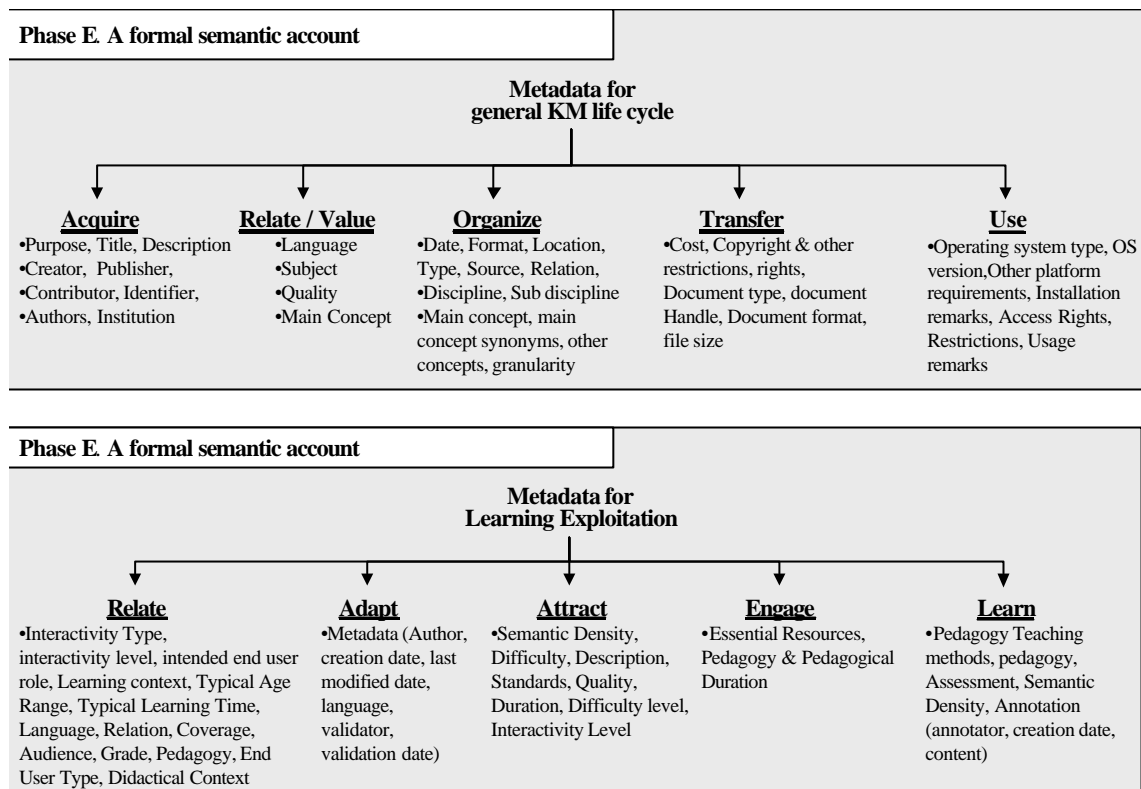 Phase E. A formal semantic account
Metadata for
general KM life cycle
Acquire
•Purpose, Title, Description
•Creator, Publisher,
•Contributor, Identifier,
•Authors, Institution
Relate / Value
•Language
•Subject
•Quality
•Main Concept
Organize
•Date, Format, Location,
Type, Source, Relation,
•Discipline, Sub discipline
•Main concept, main
concept synonyms, other
concepts, granularity
Transfer
•Cost, Copyright & other
restrictions, rights,
Document type, document
Handle, Document format,
file size
Use
•Operating system type, OS
version,Other platform
requirements, Installation
remarks, Access Rights,
Restrictions, Usage
remarks
Phase E. A formal semantic account
Metadata for
Learning Exploitation
Relate
•Interactivity Type,
interactivity level, intended end user
role, Learning context, Typical Age
Range, Typical Learning Time,
Language, Relation, Coverage,
Audience, Grade, Pedagogy, End
User Type, Didactical Context
Adapt
•Metadata (Author,
creation date, last
modified date,
language,
validator,
validation date)
Attract
•Semantic Density,
Difficulty, Description,
Standards, Quality,
Duration, Difficulty level,
Interactivity Level
Engage
•Essential Resources,
Pedagogy & Pedagogical
Duration
Learn
•Pedagogy Teaching
methods, pedagogy,
Assessment, Semantic
Density, Annotation
(annotator, creation date,
content)